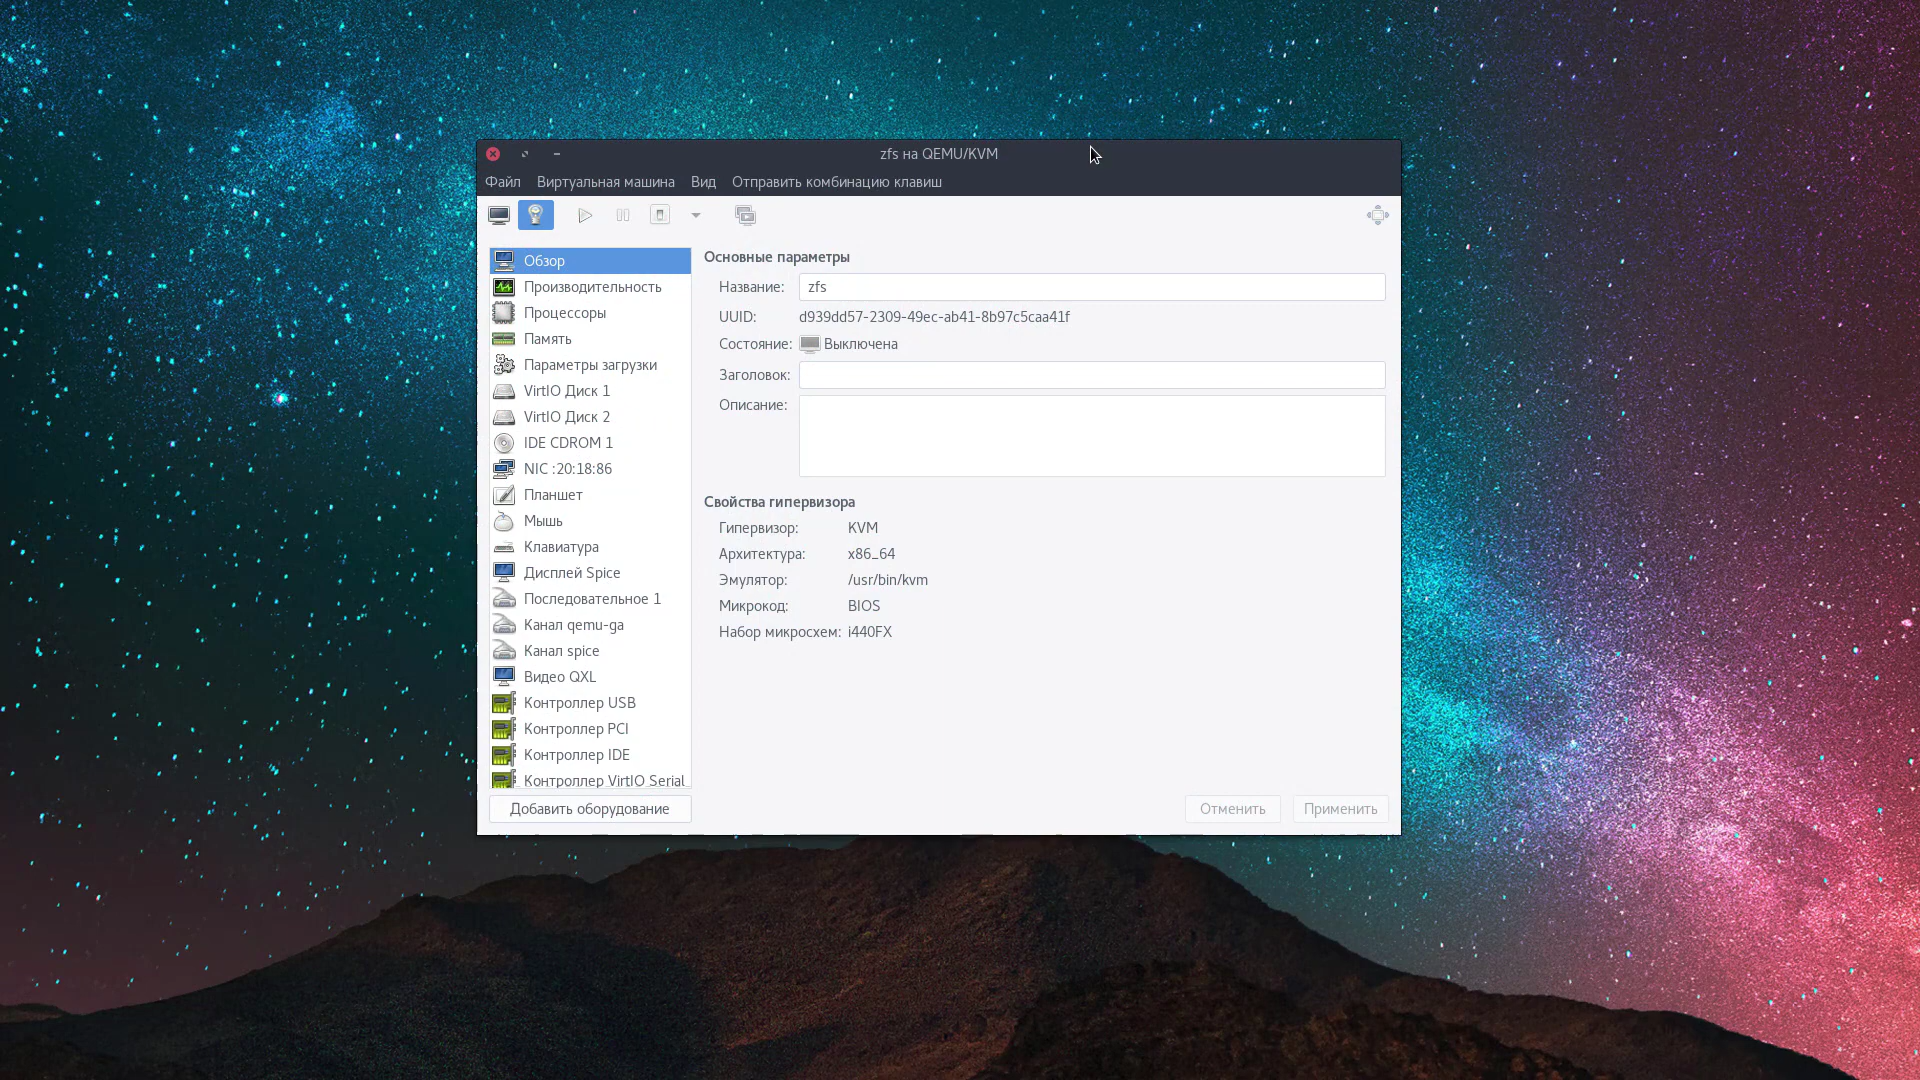 zfs на QEMU/KVM
Файл Виртуальная машина Вид Отправить комбинацию клавиш
Обзор
Производительность
Процессоры
Память
Параметры загрузки
VirtIO Диск 1
VirtIO Диск 2
IDE CDROM 1
NIC :20:18:86
Планшет
Мышь
Клавиатура
Дисплей Spice
Последовательное 1
Канал qemu-ga
Канал spice
Видео QXL
Контроллер USB
Контроллер PCI
Контроллер IDE
Контроллер VirtIO Serial
Добавить оборудование
Основные параметры
Название: zfs
UUID: d939dd57-2309-49ec-ab41-8b97c5caa41f
Состояние: Выключена
Заголовок:
Описание:
Свойства гипервизора
Гипервизор: KVM
Архитектура: x86_64
Эмулятор: /usr/bin/kvm
Микрокод: BIOS
Набор микросхем: i440FX
Отменить Применить